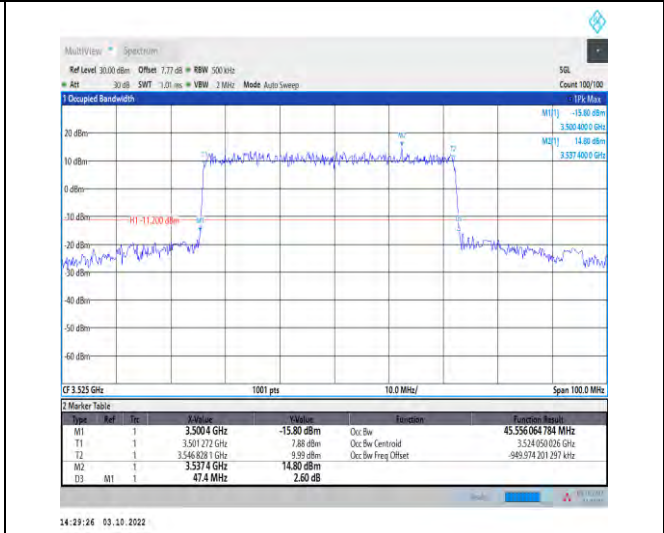 MultiView Spectrum
Ref Level 30.00 dBm Offset 7.77 dB RBW 500 kHz SGL
Att 30 dB SWT 1.01 ms VBW 2 MHz Mode Auto Sweep Count 100/100
1 Occupied Bandwidth 1Pk Max
M1[1] -15.80 dBm
3.500 400 0 GHz
20 dBm
M2[1] 14.80 dBm
3.537 400 0 GHz
M2
T1
T2
10 dBm
0 dBm
-10 dBm
H1 -11.200 dBm
M1
-20 dBm
-30 dBm
-40 dBm
-50 dBm
-60 dBm
CF 3.525 GHz 1001 pts 10.0 MHz/ Span 100.0 MHz
2 Marker Table
Type Ref Trc X-Value Y-Value Function Function Result
M1 1 3.5004 GHz -15.80 dBm Occ Bw 45.556 064 784 MHz
T1 1 3.501 272 GHz 7.88 dBm Occ Bw Centroid 3.524 050 026 GHz
T2 1 3.546 828 1 GHz 9.99 dBm Occ Bw Freq Offset -949.974 201 297 kHz
M2 1 3.5374 GHz 14.80 dBm
D3 M1 1 47.4 MHz 2.60 dB
14:29:26 03.10.2022